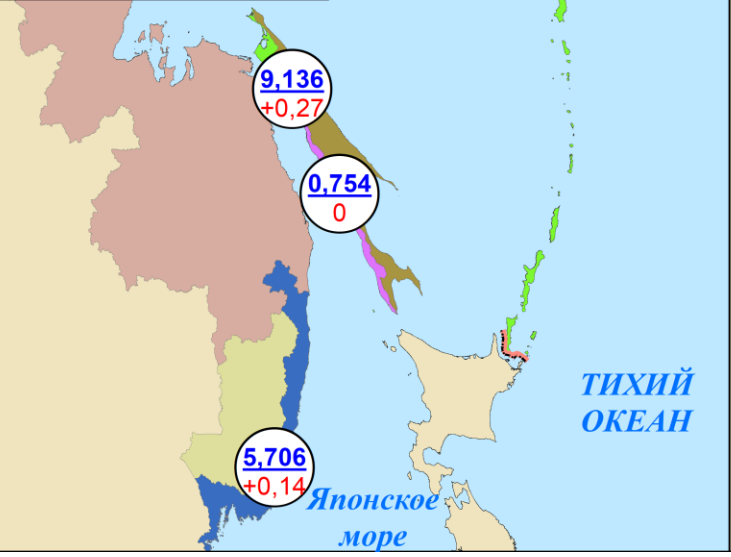 9,136
+0,27
0,754
0
ТИХИЙ
ОКЕАН
5,706
+0,14
Японское
море